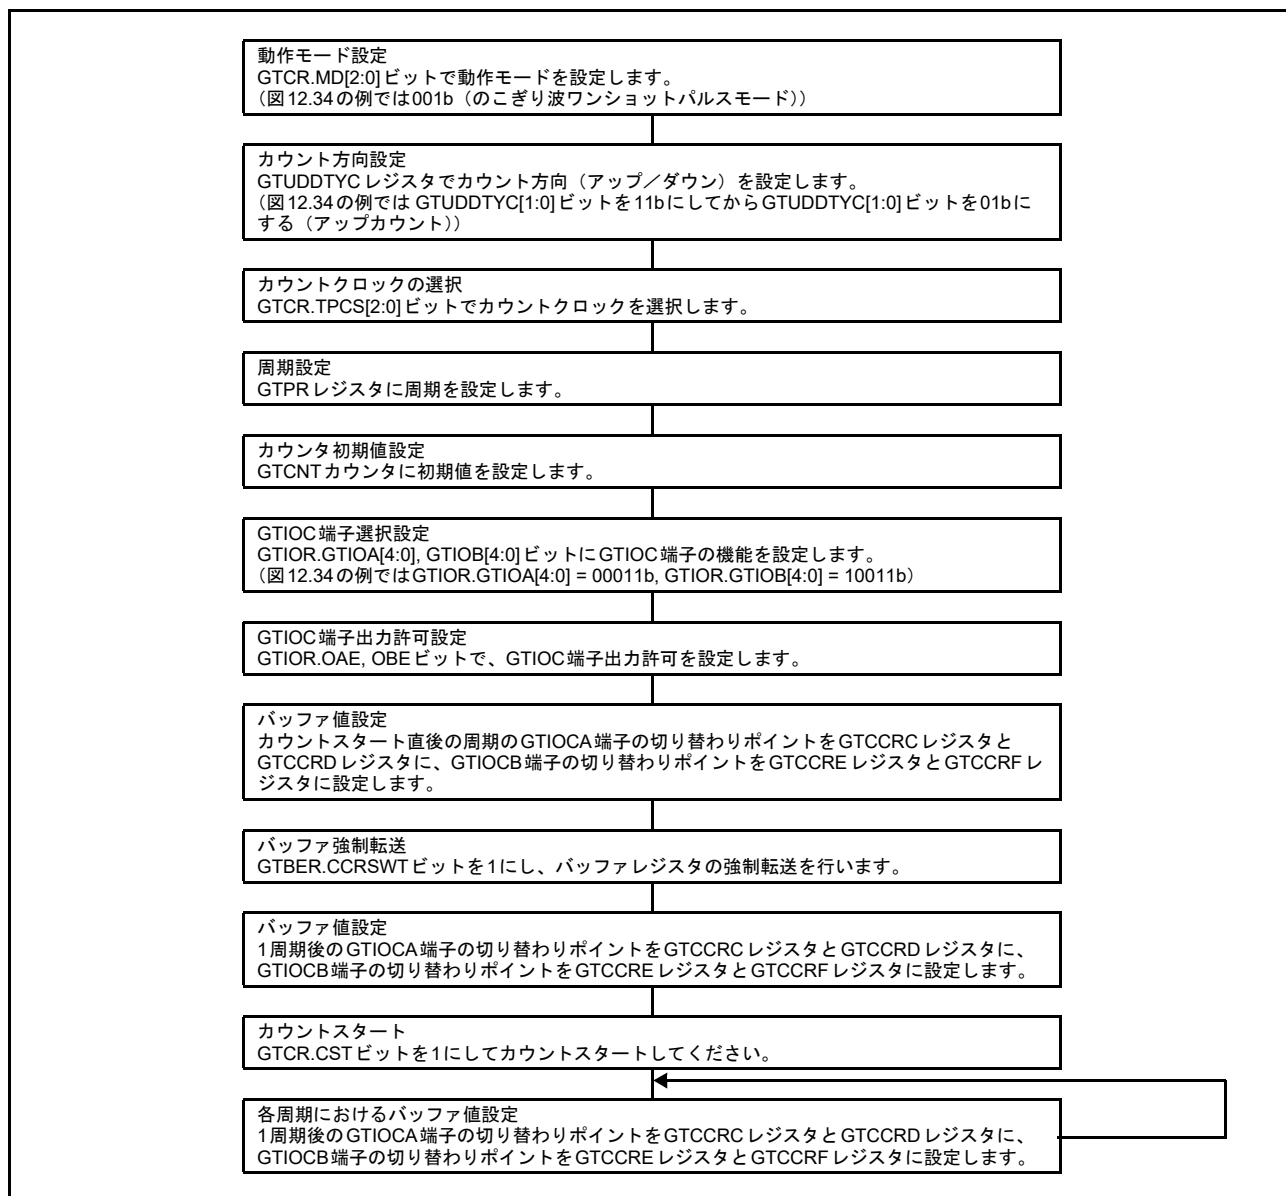 動作モード設定
GTCR.MD[2:0]ビットで動作モードを設定します。
（図12.34の例では001b（のこぎり波ワンショットパルスモード））
カウント方向設定
GTUDDTYCレジスタでカウント方向（アップ／ダウン）を設定します。
（図12.34の例では GTUDDTYC[1:0]ビットを11bにしてからGTUDDTYC[1:0]ビットを01bに
する（アップカウント））
カウントクロックの選択
GTCR.TPCS[2:0]ビットでカウントクロックを選択します。
周期設定
GTPRレジスタに周期を設定します。
カウンタ初期値設定
GTCNTカウンタに初期値を設定します。
GTIOC端子選択設定
GTIOR.GTIOA[4:0], GTIOB[4:0]ビットにGTIOC端子の機能を設定します。
（図12.34の例ではGTIOR.GTIOA[4:0] = 00011b, GTIOR.GTIOB[4:0] = 10011b）
GTIOC端子出力許可設定
GTIOR.OAE, OBEビットで、GTIOC端子出力許可を設定します。
バッファ値設定
カウントスタート直後の周期のGTIOCA端子の切り替わりポイントをGTCCRCレジスタと
GTCCRDレジスタに、GTIOCB端子の切り替わりポイントをGTCCREレジスタとGTCCRFレ
ジスタに設定します。
バッファ強制転送
GTBER.CCRSWTビットを1にし、バッファレジスタの強制転送を行います。
バッファ値設定
1周期後のGTIOCA端子の切り替わりポイントをGTCCRCレジスタとGTCCRDレジスタに、
GTIOCB端子の切り替わりポイントをGTCCREレジスタとGTCCRFレジスタに設定します。
カウントスタート
GTCR.CSTビットを1にしてカウントスタートしてください。
各周期におけるバッファ値設定
1周期後のGTIOCA端子の切り替わりポイントをGTCCRCレジスタとGTCCRDレジスタに、
GTIOCB端子の切り替わりポイントをGTCCREレジスタとGTCCRFレジスタに設定します。